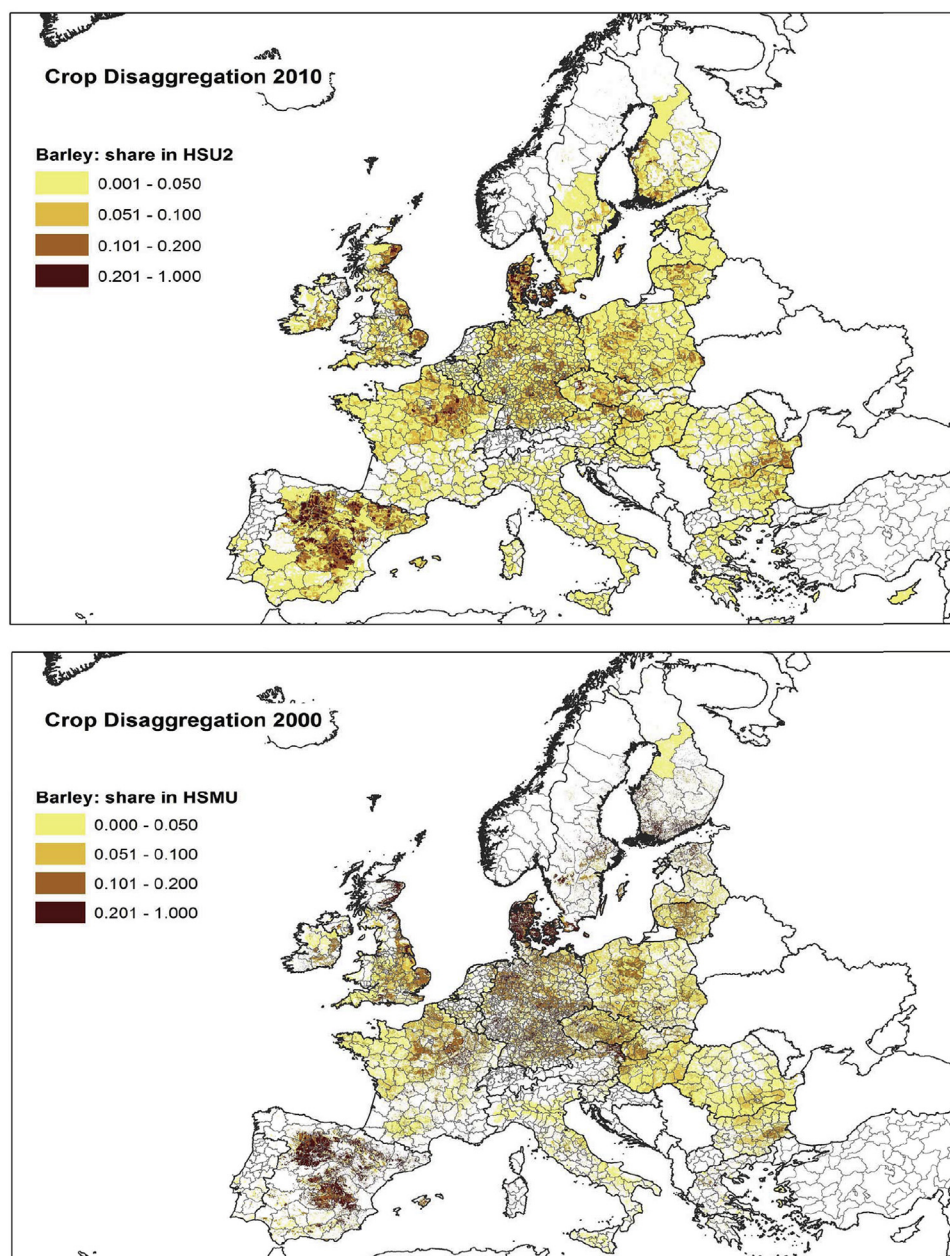 Crop Disaggregation 2010
Barley: share in HSU2
0.001 - 0.050
0.051 - 0.100
0.101 - 0.200
0.201 - 1.000
Crop Disaggregation 2000
Barley: share in HSMU
0.000 - 0.050
0.051 - 0.100
0.101 - 0.200
0.201 - 1.000